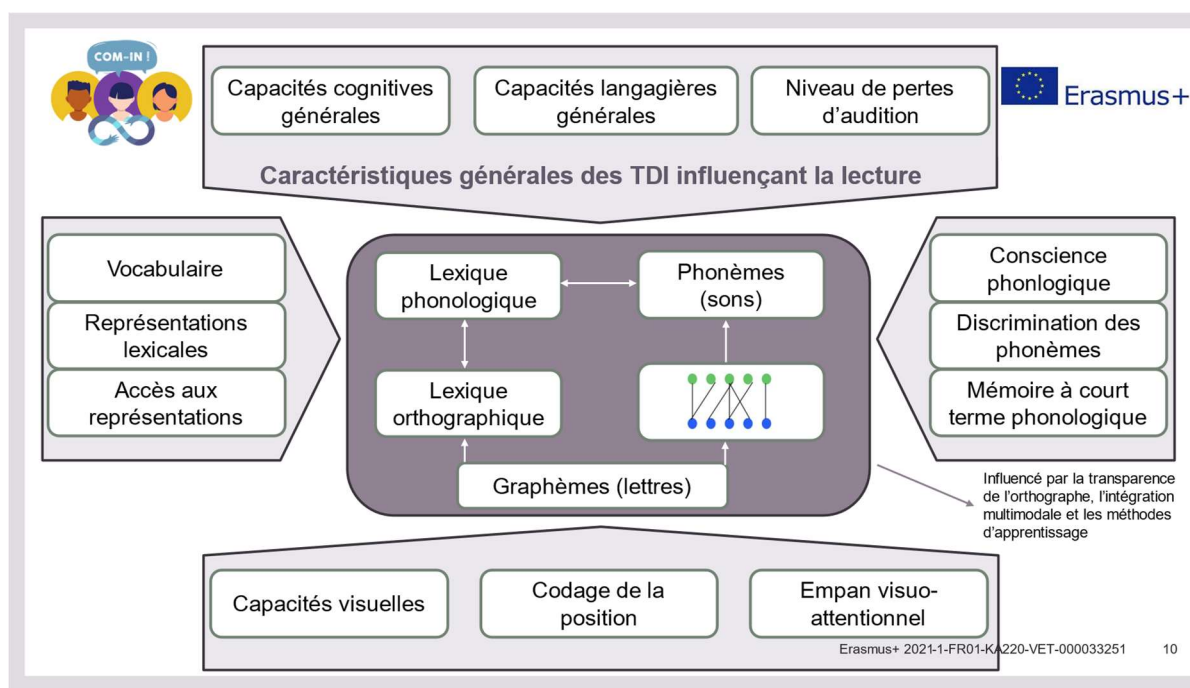 COM-IN !
Capacités cognitives
générales
Capacités langagières
générales
Niveau de pertes
d’audition
Erasmus+
Caractéristiques générales des TDI influençant la lecture
Vocabulaire
Représentations
lexicales
Accès aux
représentations
Lexique
phonologique
Phonèmes
(sons)
Lexique
orthographique
Graphèmes (lettres)
Conscience
phonlogique
Discrimination des
phonèmes
Mémoire à court
terme phonologique
Influencé par la transparence
de l’orthographe, l’intégration
multimodale et les méthodes
d’apprentissage
Capacités visuelles
Codage de la
position
Empan visuo-
attentionnel
Erasmus+ 2021-1-FR01-KA220-VET-000033251
10